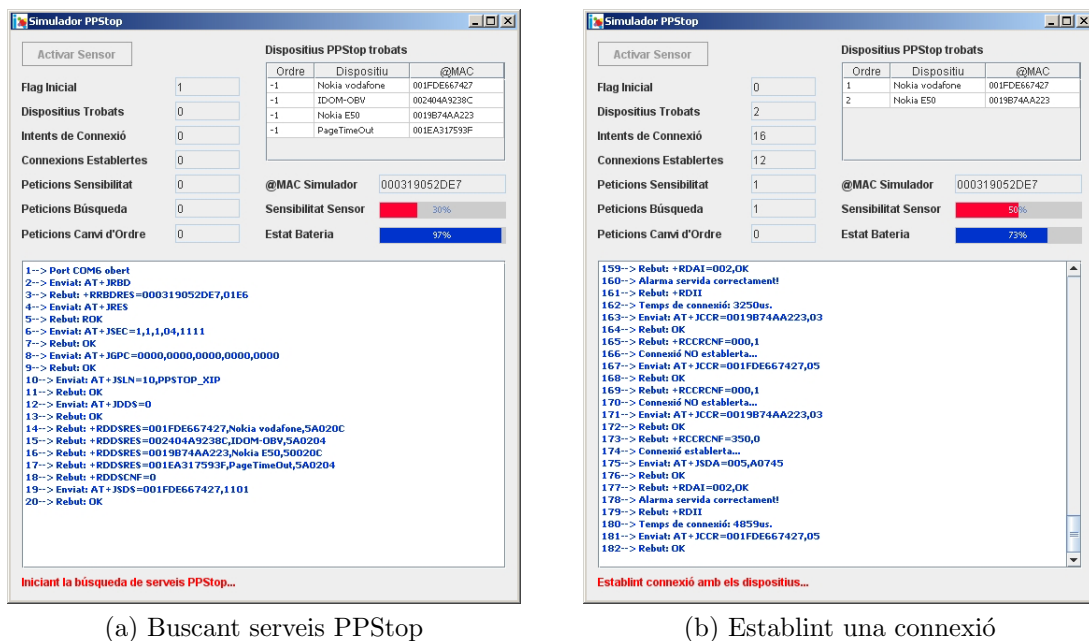 Simulador PPStop
Activar Sensor
Dispositius PPStop trobats
Ordre Dispositiu @MAC
-1 Nokia vodafone 001FDE667427
-1 IDOM-OBV 002404A9238C
-1 Nokia E50 0019B74AA223
-1 PageTimeOut 001EA317593F
Flag Inicial 1
Dispositius Trobats 0
Intents de Connexió 0
Connexions Establertes 0
Peticions Sensibilitat 0
@MAC Simulador 000319052DE7
Peticions Búsqueda 0
Sensibilitat Sensor 30%
Peticions Canvi d'Ordre 0
Estat Bateria 97%
1--> Port COM6 obert
2--> Enviat: AT+JRBD
3--> Rebut: +RRBDRES=000319052DE7,01E6
4--> Enviat: AT+JRES
5--> Rebut: ROK
6--> Enviat: AT+JSEC=1,1,1,04,1111
7--> Rebut: OK
8--> Enviat: AT+JGPC=0000,0000,0000,0000,0000
9--> Rebut: OK
10--> Enviat: AT+JSLN=10,PPSTOP_XIP
11--> Rebut: OK
12--> Enviat: AT+JDDS=0
13--> Rebut: OK
14--> Rebut: +RDDSRES=001FDE667427,Nokia vodafone,5A020C
15--> Rebut: +RDDSRES=002404A9238C,IDOM-OBV,5A0204
16--> Rebut: +RDDSRES=0019B74AA223,Nokia E50,50020C
17--> Rebut: +RDDSRES=001EA317593F,PageTimeOut,5A0204
18--> Rebut: +RDDSCNF=0
19--> Enviat: AT+JSDS=001FDE667427,1101
20--> Rebut: OK
Iniciant la búsqueda de serveis PPStop...
(a) Buscant serveis PPStop
Simulador PPStop
Activar Sensor
Dispositius PPStop trobats
Ordre Dispositiu @MAC
1 Nokia vodafone 001FDE667427
2 Nokia E50 0019B74AA223
Flag Inicial 0
Dispositius Trobats 2
Intents de Connexió 16
Connexions Establertes 12
Peticions Sensibilitat 1
@MAC Simulador 000319052DE7
Peticions Búsqueda 1
Sensibilitat Sensor 50%
Peticions Canvi d'Ordre 0
Estat Bateria 73%
159--> Rebut: +RDAI=002,OK
160--> Alarma servida correctament!
161--> Rebut: +RDII
162--> Temps de connexió: 3250us.
163--> Enviat: AT+JCCR=0019B74AA223,03
164--> Rebut: OK
165--> Rebut: +RCCRCNF=000,1
166--> Connexió NO establerta...
167--> Enviat: AT+JCCR=001FDE667427,05
168--> Rebut: OK
169--> Rebut: +RCCRCNF=000,1
170--> Connexió NO establerta...
171--> Enviat: AT+JCCR=0019B74AA223,03
172--> Rebut: OK
173--> Rebut: +RCCRCNF=350,0
174--> Connexió establerta...
175--> Enviat: AT+JSDA=005,A0745
176--> Rebut: OK
177--> Rebut: +RDAI=002,OK
178--> Alarma servida correctament!
179--> Rebut: +RDII
180--> Temps de connexió: 4859us.
181--> Enviat: AT+JCCR=001FDE667427,05
182--> Rebut: OK
Establint connexió amb els dispositius...
(b) Establint una connexió